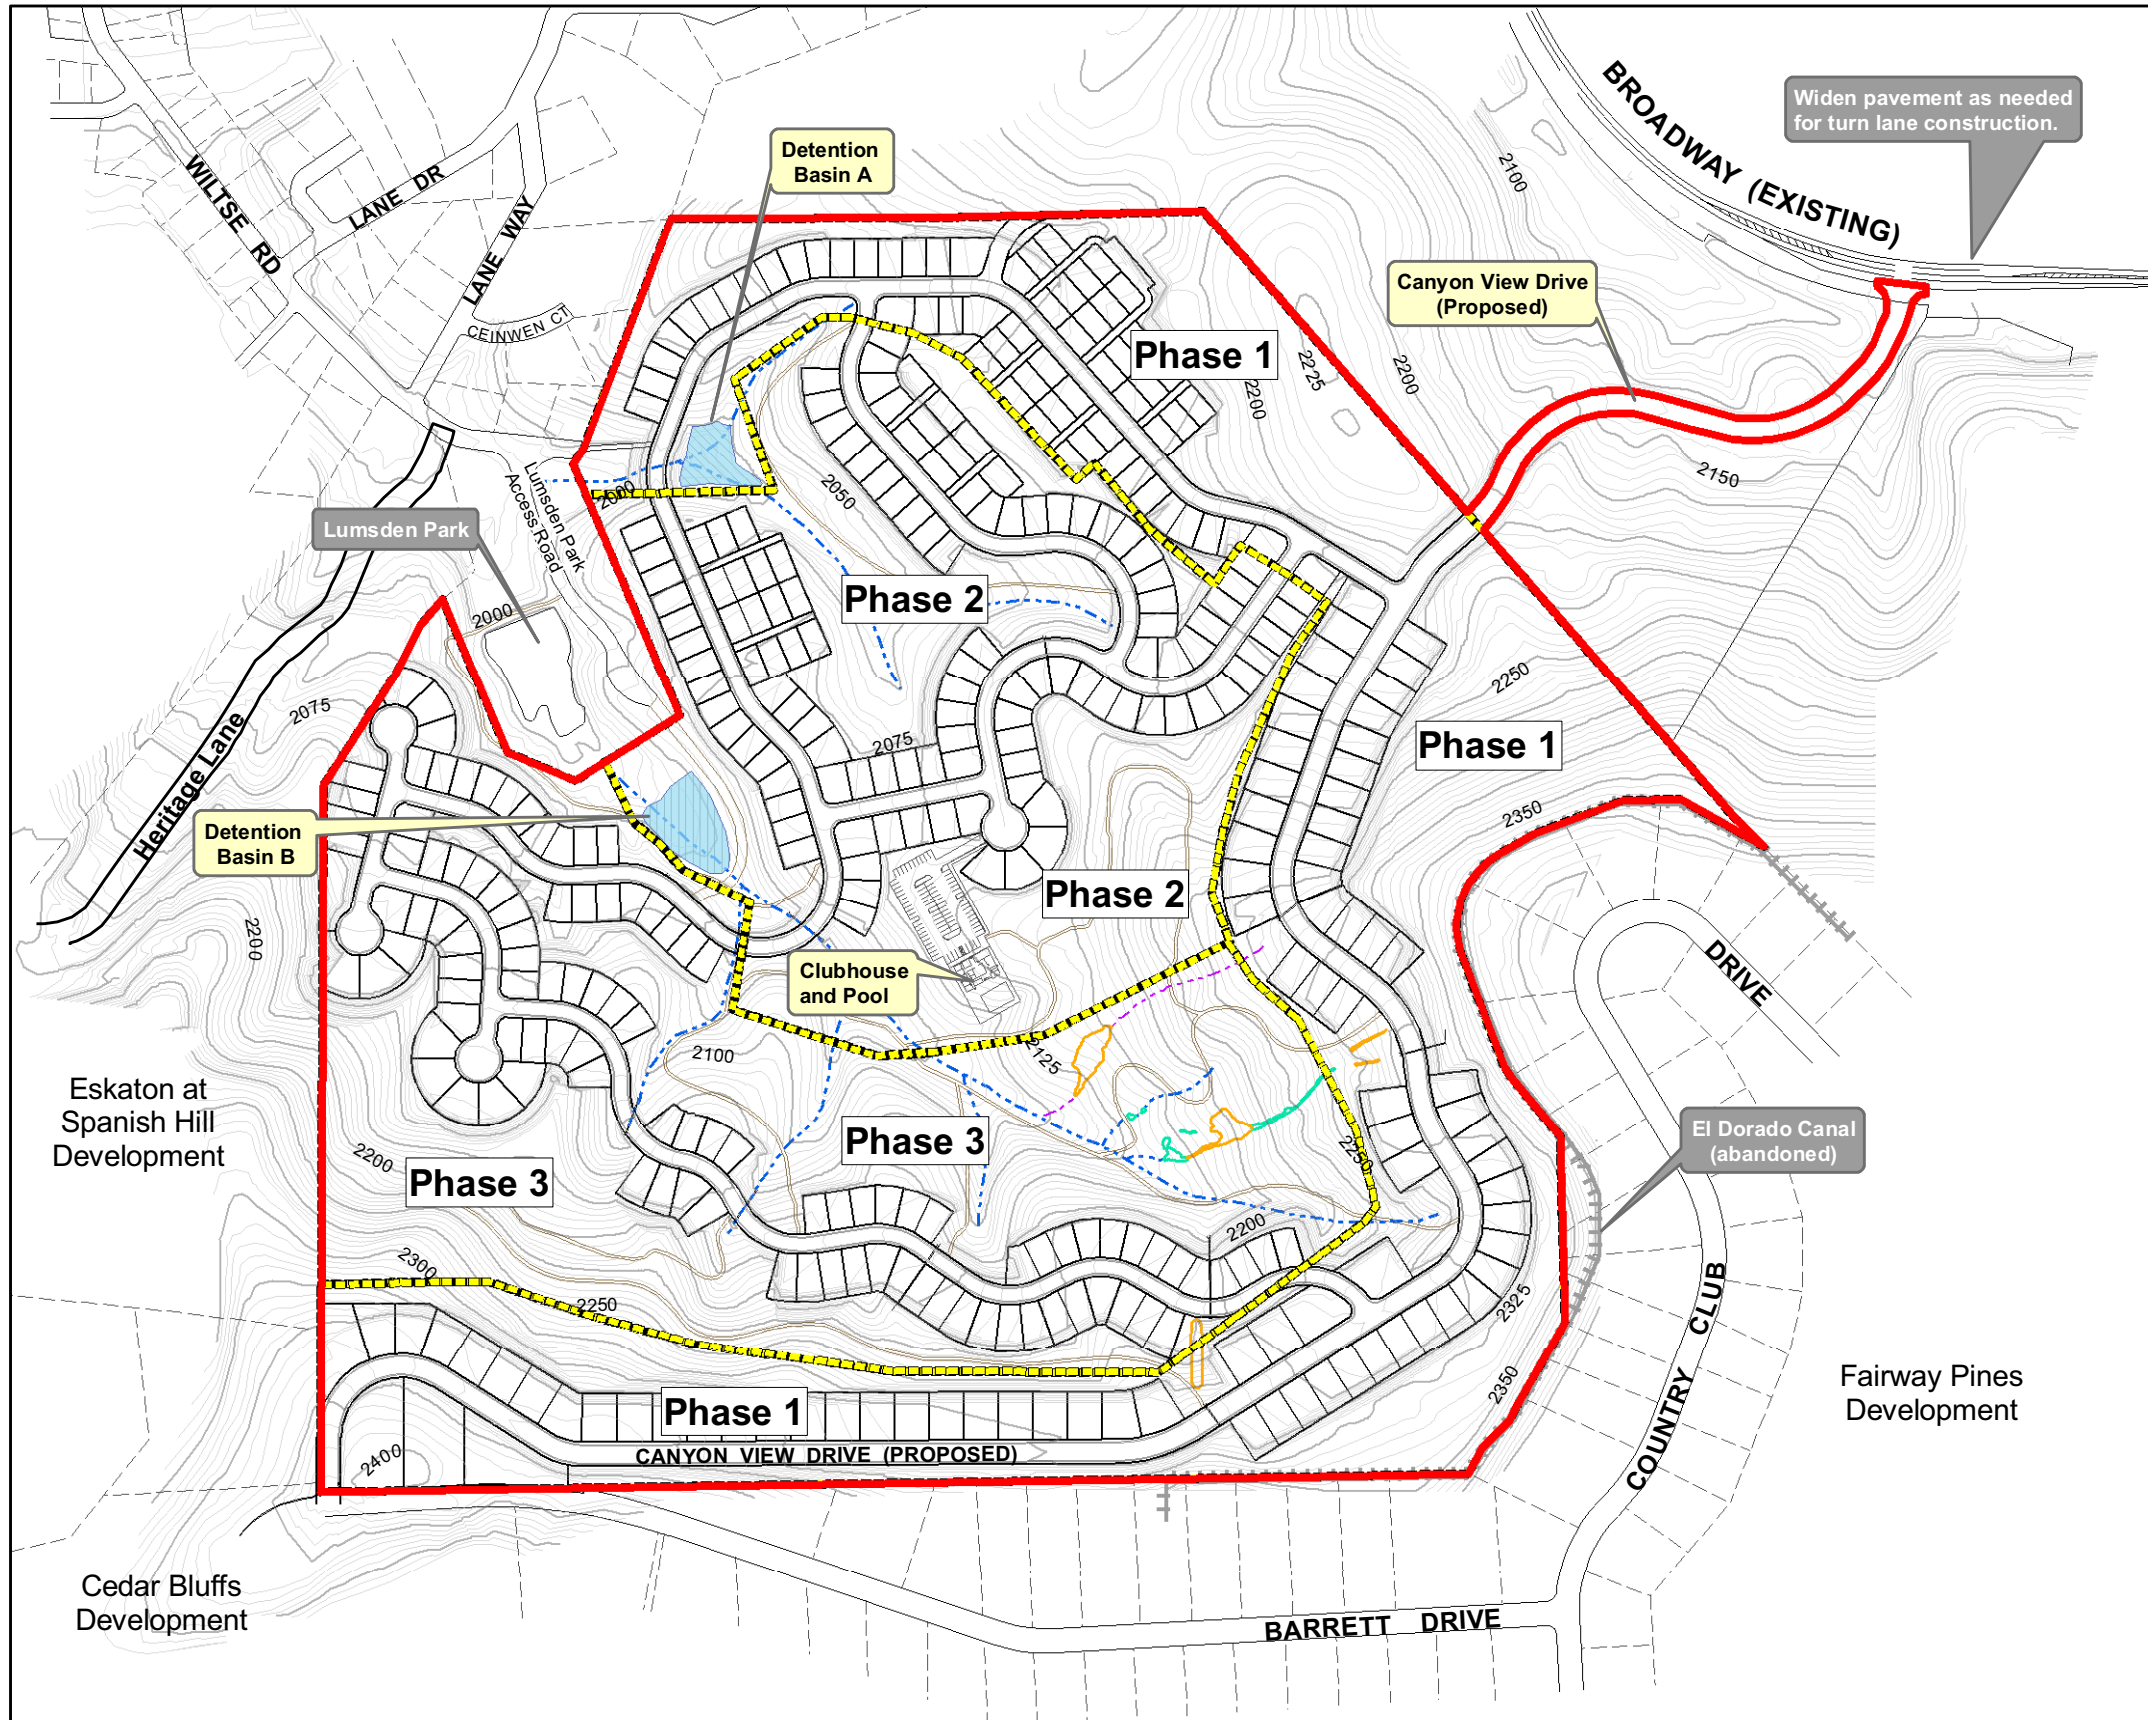 BROADWAY (EXISTING)
Widen pavement as needed
for turn lane construction.
Detention
Basin A
WILTSE RD
LANE DR
LANE WAY
CEINWEN CT
2100
Canyon View Drive
(Proposed)
Phase 1
2225
2200
2200
2150
2000
2050
Lumsden Park
Access Road
Lumsden Park
2000
Phase 2
2250
2075
Heritage Lane
2075
Phase 1
2350
Detention
Basin B
Phase 2
2200
DRIVE
Clubhouse
and Pool
2100
2125
Eskaton at
Spanish Hill
Development
2200
Phase 3
Phase 3
2250
El Dorado Canal
(abandoned)
2200
2300
2250
2325
COUNTRY CLUB
2350
Fairway Pines
Development
Phase 1
2400
CANYON VIEW DRIVE (PROPOSED)
Cedar Bluffs
Development
BARRETT DRIVE